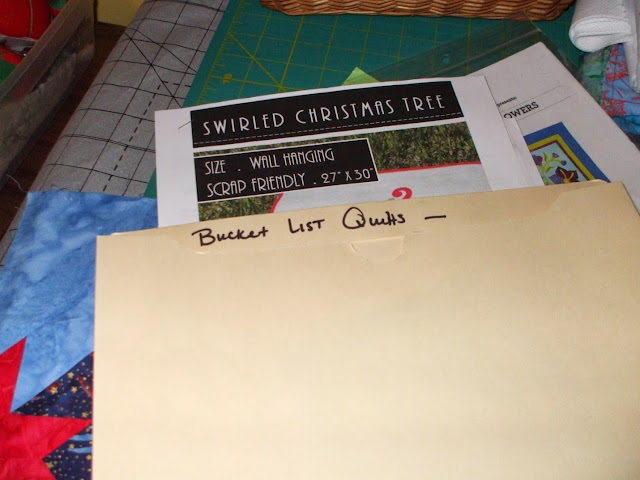 SWIRLED CHRISTMAS TREE
SIZE . WALL HANGING
SCRAP FRIENDLY . 27" X 30"
OWERS
Bucket List Quilts —